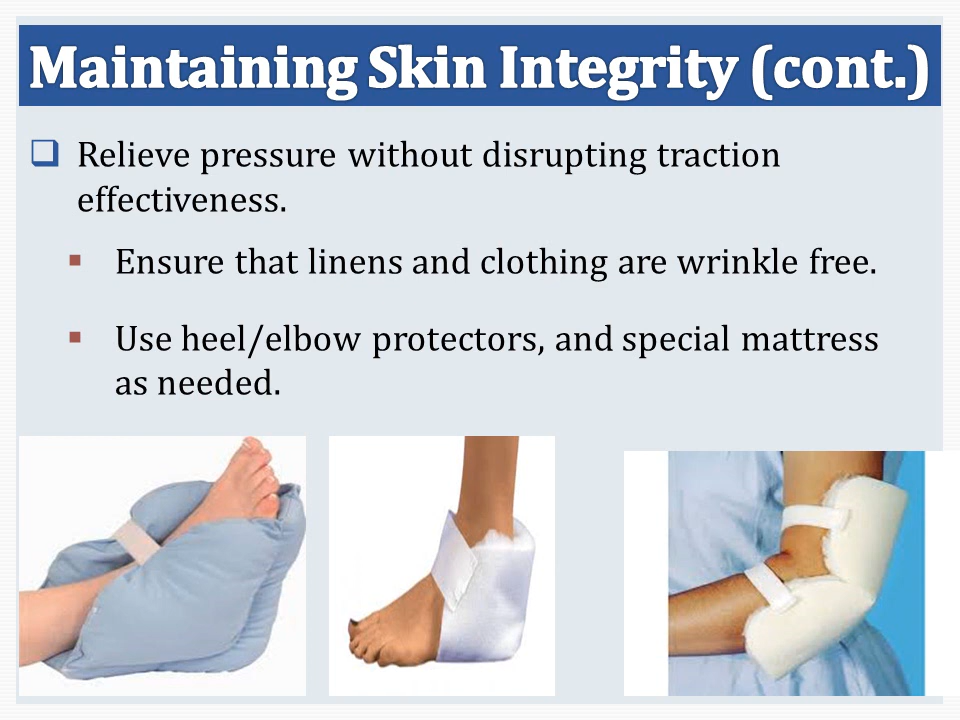 Maintaining Skin Integrity (cont.)
Relieve pressure without disrupting traction
effectiveness.
Ensure that linens and clothing are wrinkle free.
Use heel/elbow protectors, and special mattress
as needed.